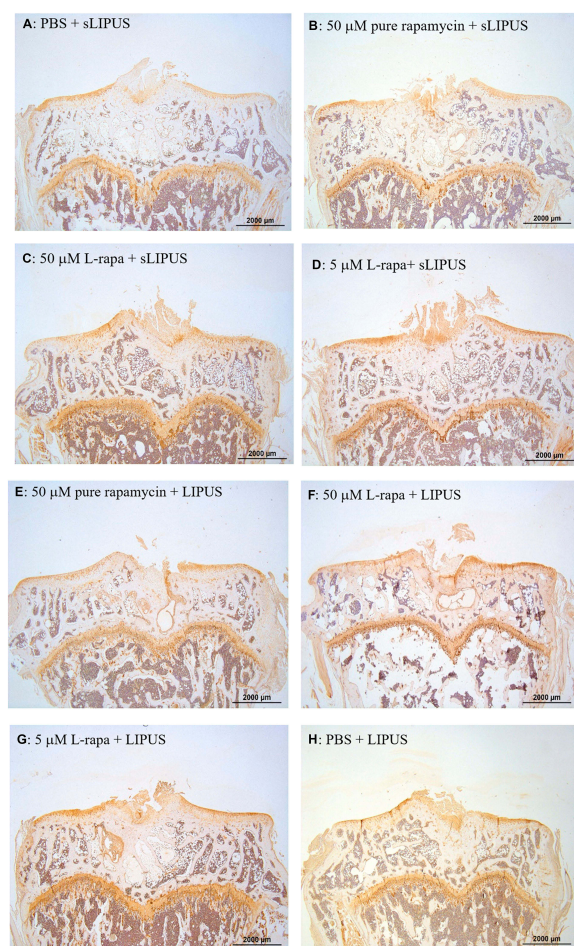 A: PBS + sLIPUS
B: 50 μM pure rapamycin + sLIPUS
2000 μm
2000 μm
C: 50 μM L-rapa + sLIPUS
D: 5 μM L-rapa+ sLIPUS
2000 μm
2000 μm
E: 50 μM pure rapamycin + LIPUS
F: 50 μM L-rapa + LIPUS
2000 μm
2000 μm
G: 5 μM L-rapa + LIPUS
H: PBS + LIPUS
2000 μm
2000 μm